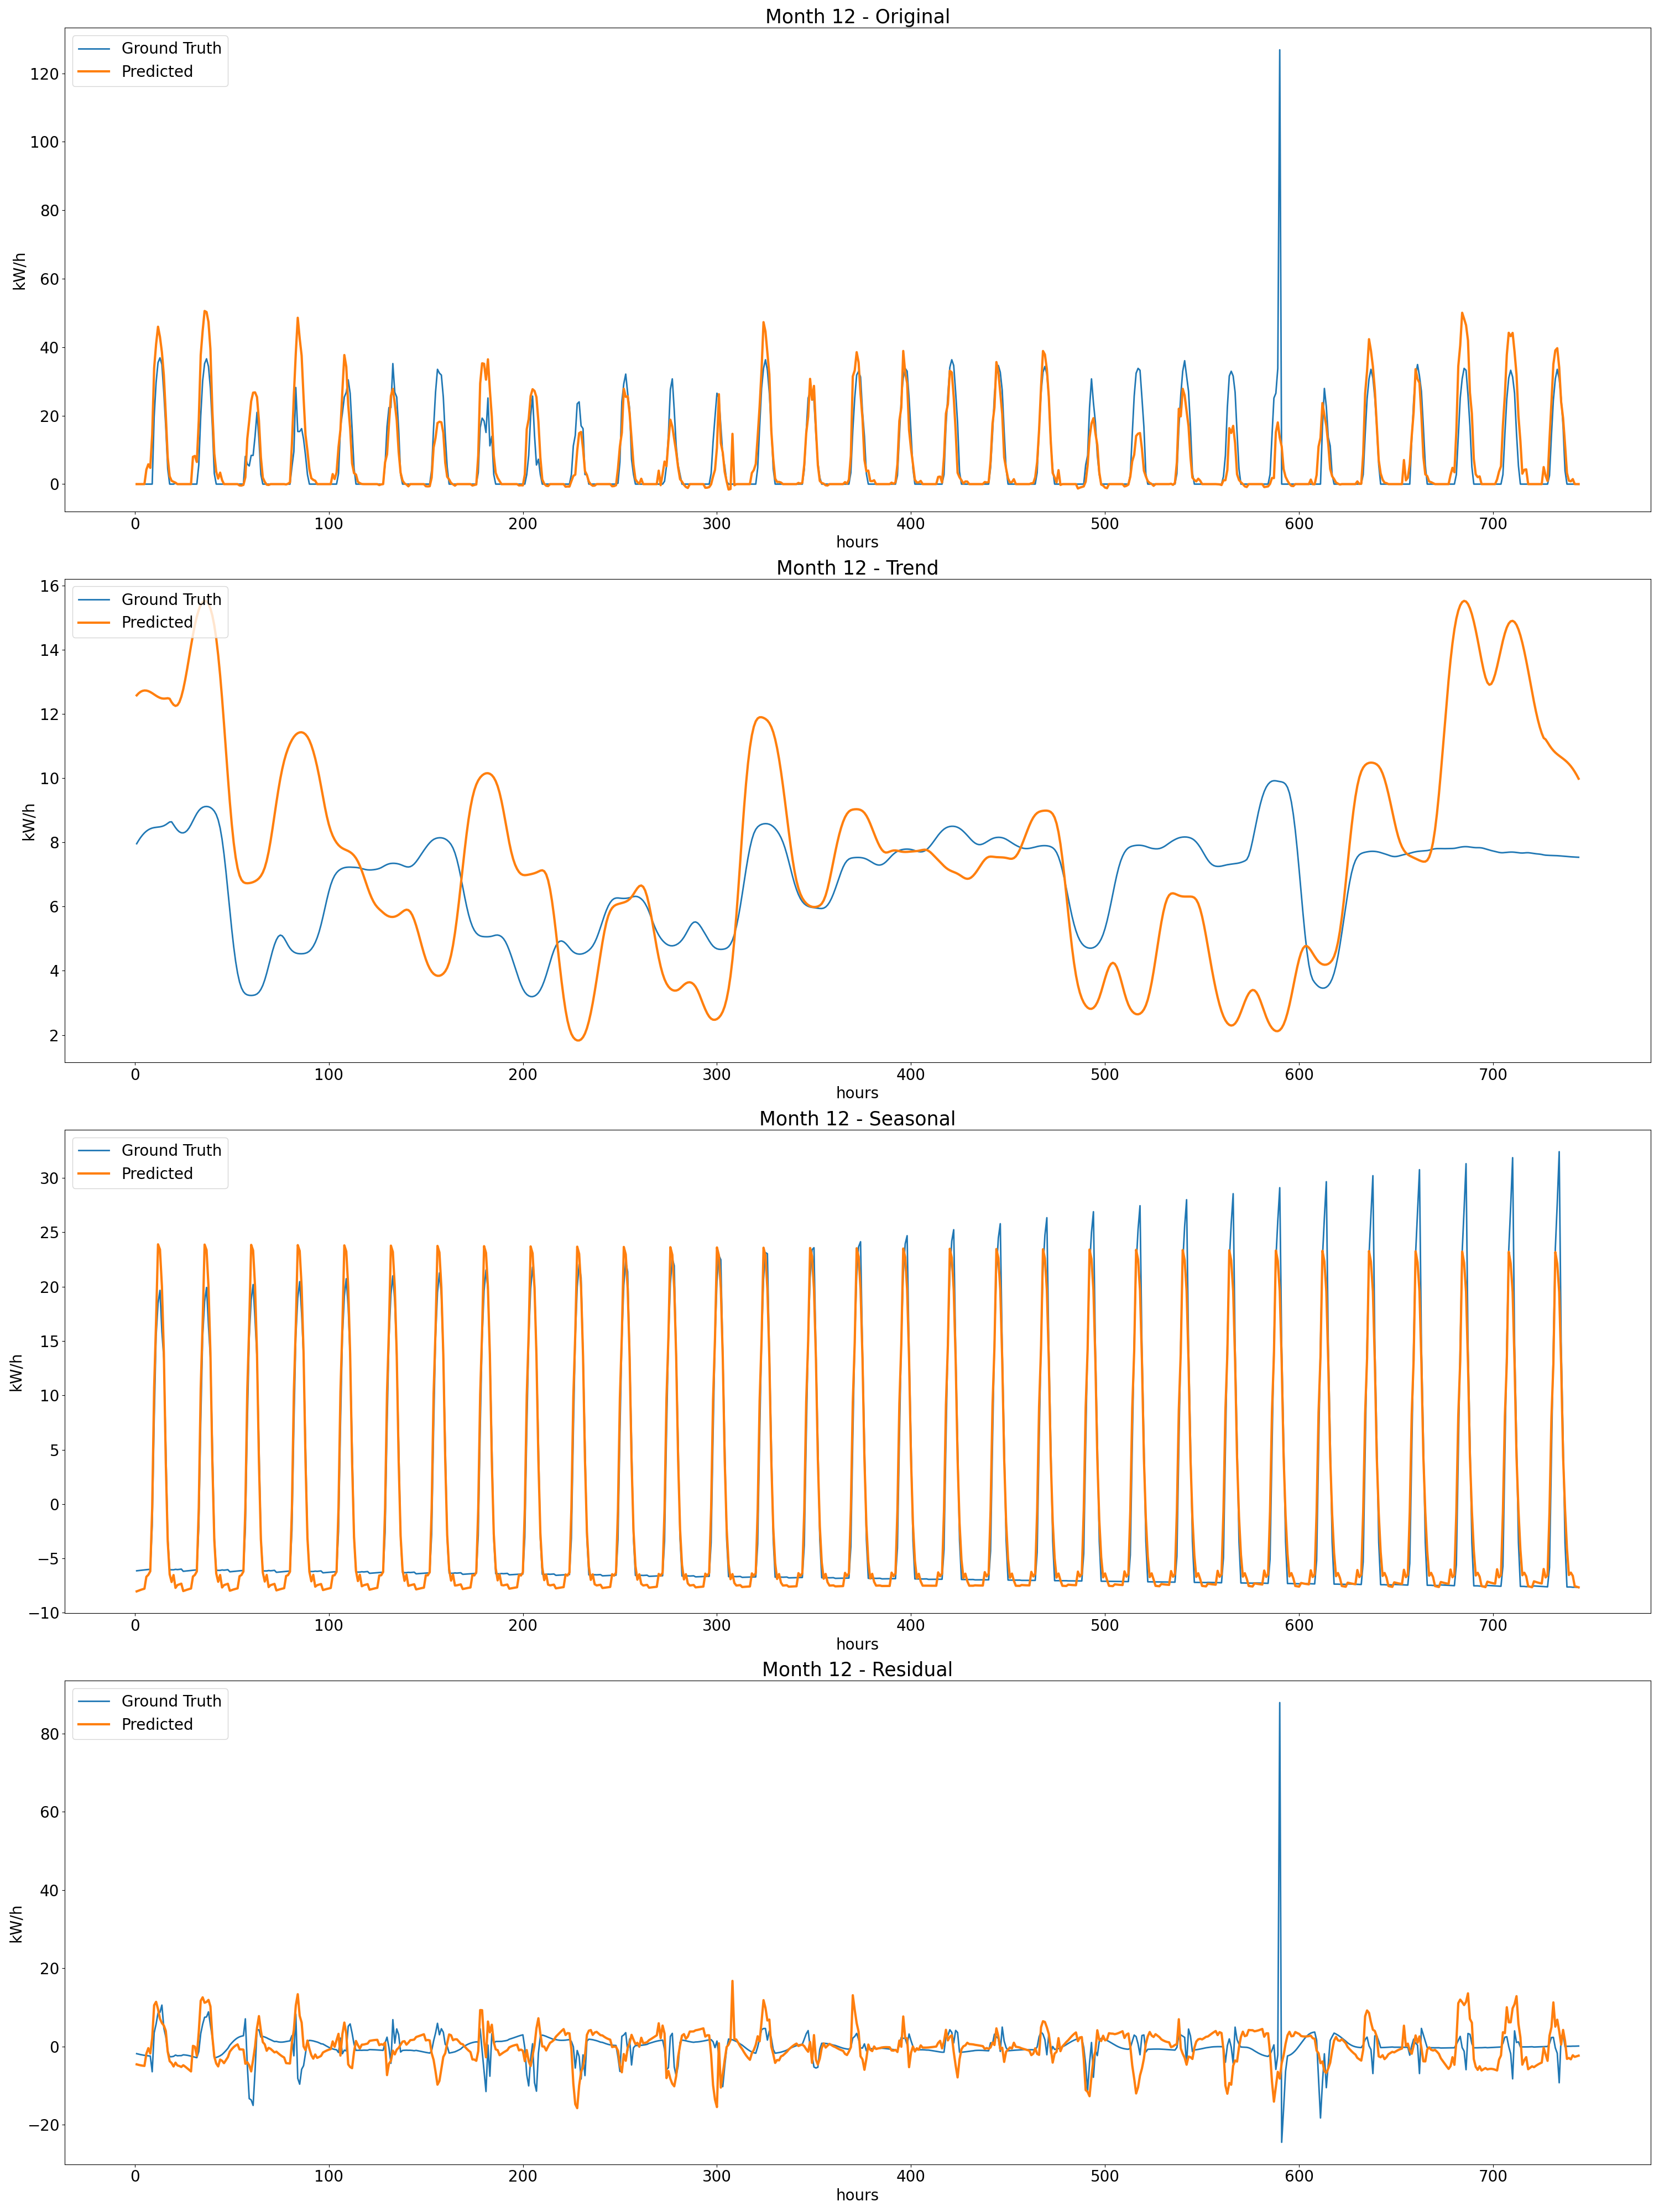 Month 12 - Original
Ground Truth
Predicted
120
100
80
60
40
20
0
kW/h
0 100 200 300 400 500 600 700
hours
Month 12 - Trend
Ground Truth
Predicted
16
14
12
10
8
6
4
2
kW/h
0 100 200 300 400 500 600 700
hours
Month 12 - Seasonal
Ground Truth
Predicted
30
25
20
15
10
5
0
−5
−10
kW/h
0 100 200 300 400 500 600 700
hours
Month 12 - Residual
Ground Truth
Predicted
80
60
40
20
0
−20
kW/h
0 100 200 300 400 500 600 700
hours